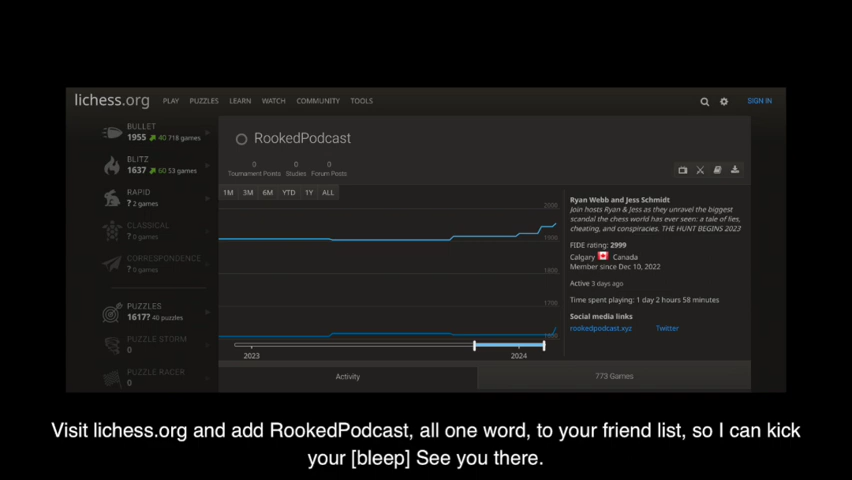 lichess.org PLAY PUZZLES LEARN WATCH COMMUNITY TOOLS SIGN IN
BULLET
1955 40 718 games
BLITZ
1637 60 53 games
RAPID
? 2 games
CLASSICAL
? 0 games
CORRESPONDENCE
? 0 games
PUZZLES
1617? 40 puzzles
PUZZLE STORM
0
PUZZLE RACER
0
RookedPodcast
0 0 0
Tournament Points Studies Forum Posts
1M 3M 6M YTD 1Y ALL
2000
1900
1800
1700
2023 2024
Ryan Webb and Jess Schmidt
Join hosts Ryan & Jess as they unravel the biggest
scandal the chess world has ever seen: a tale of lies,
cheating, and conspiracies. THE HUNT BEGINS 2023
FIDE rating: 2999
Calgary Canada
Member since Dec 10, 2022
Active 3 days ago
Time spent playing: 1 day 2 hours 58 minutes
Social media links
rookedpodcast.xyz Twitter
Activity 773 Games
Visit lichess.org and add RookedPodcast, all one word, to your friend list, so I can kick
your [bleep] See you there.